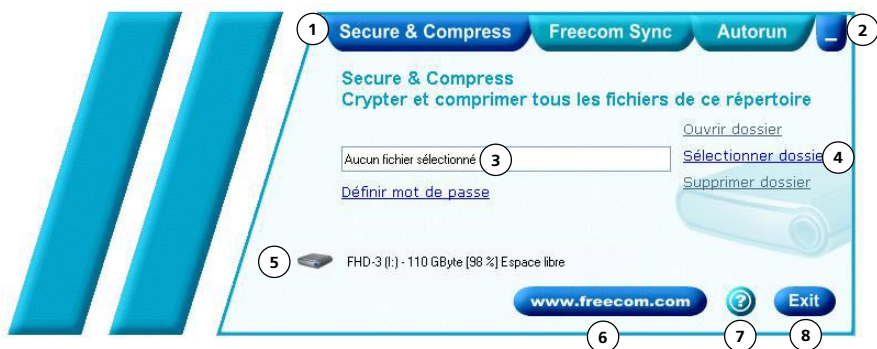 1 Secure & Compress Freecom Sync Autorun _ 2
Secure & Compress
Crypter et comprimer tous les fichiers de ce répertoire
Ouvrir dossier
Aucun fichier sélectionné 3 Sélectionner dossie 4
Définir mot de passe Supprimer dossier
5 FHD-3 (I:) - 110 GByte [98 %] Espace libre
www.freecom.com ? Exit
6 7 8